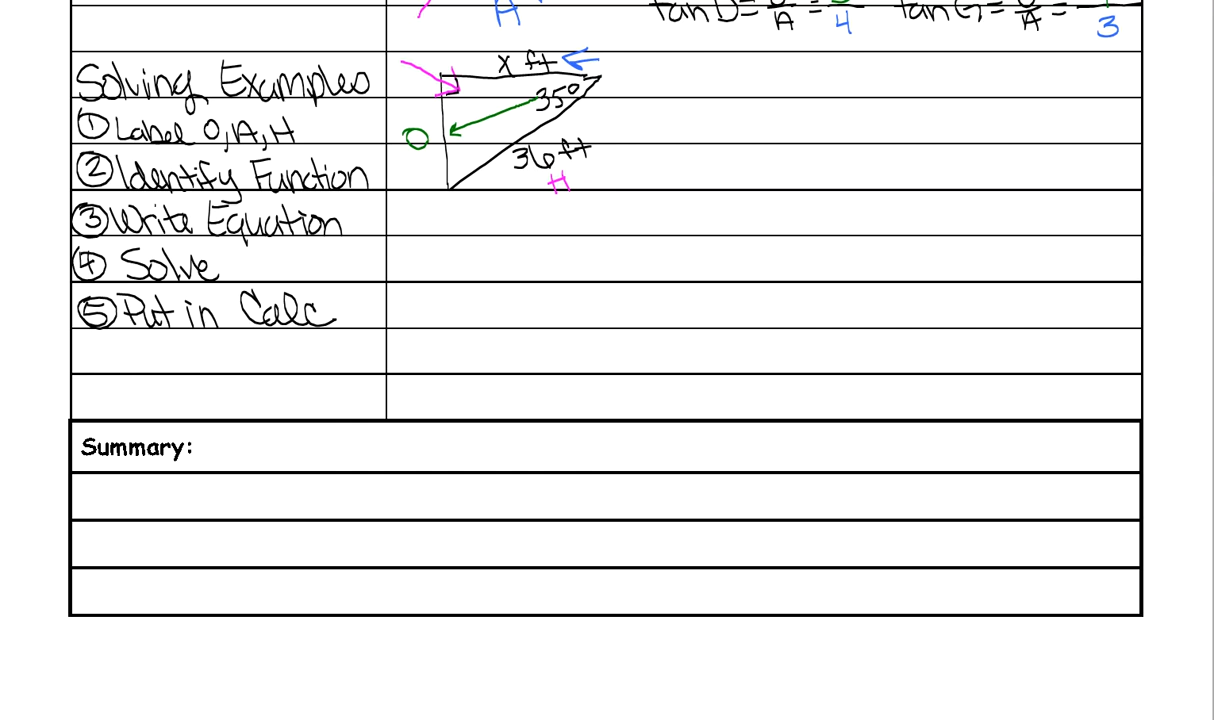 A tan D = O/A = 4 tan G = O/A = 3
Solving Examples
x ft
35°
① Label O, A, H
O
36 ft
② Identify Function
H
③ Write Equation
④ Solve
⑤ Put in Calc
Summary: